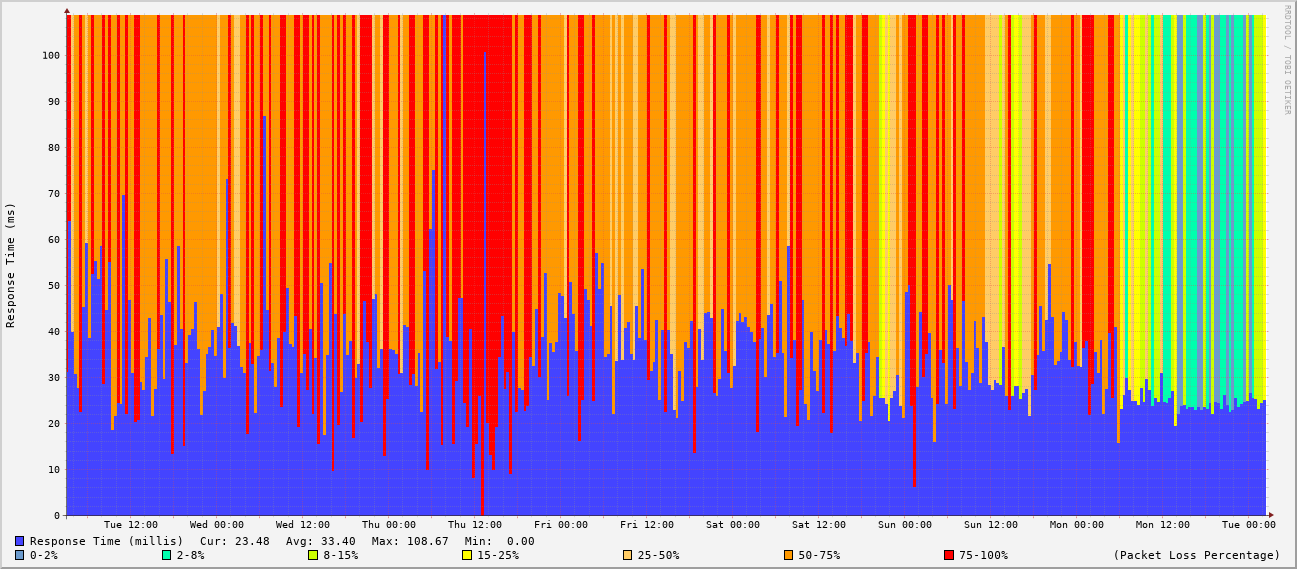 RRDTOOL / TOBI OETIKER
Response Time (ms)
100
90
80
70
60
50
40
30
20
10
0
Tue 12:00 Wed 00:00 Wed 12:00 Thu 00:00 Thu 12:00 Fri 00:00 Fri 12:00 Sat 00:00 Sat 12:00 Sun 00:00 Sun 12:00 Mon 00:00 Mon 12:00 Tue 00:00
Response Time (millis) Cur: 23.48 Avg: 33.40 Max: 108.67 Min: 0.00
0-2% 2-8% 8-15% 15-25% 25-50% 50-75% 75-100% (Packet Loss Percentage)